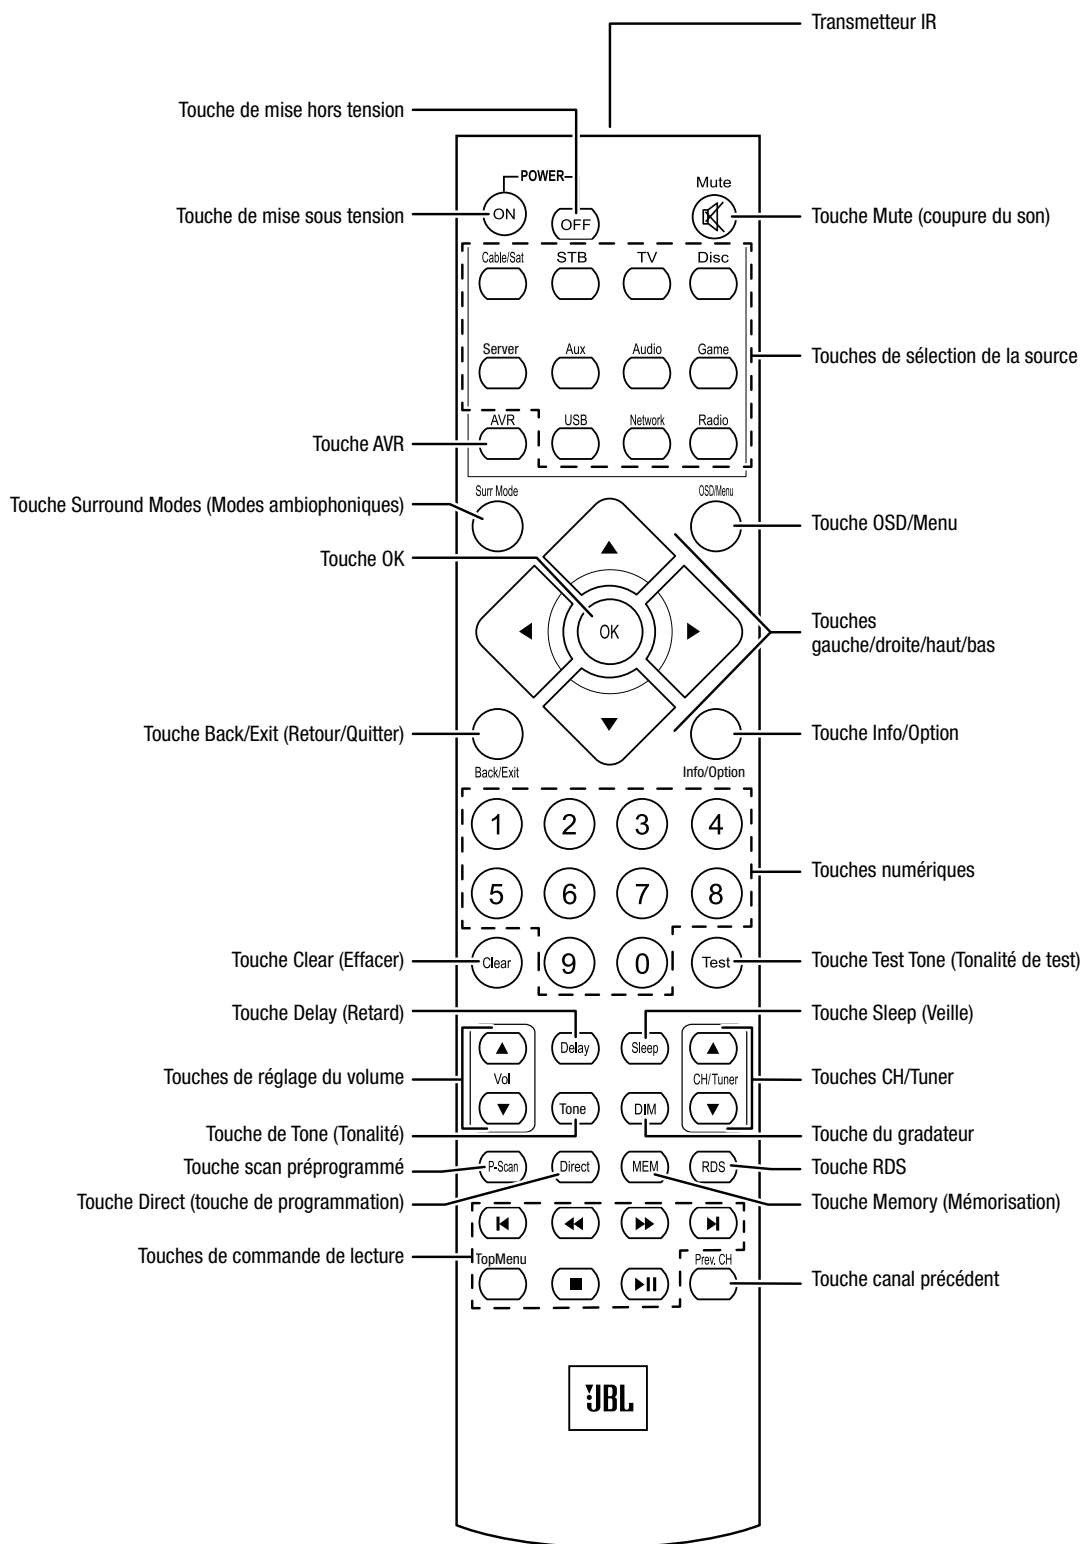 Transmetteur IR
Touche de mise hors tension
POWER
Mute
ON
OFF
Touche de mise sous tension
Touche Mute (coupure du son)
Cable/Sat STB TV Disc
Server Aux Audio Game
Touches de sélection de la source
AVR USB Network Radio
Touche AVR
Surr Mode
OSD/Menu
Touche Surround Modes (Modes ambiophoniques)
Touche OSD/Menu
Touche OK
OK
Touches
gauche/droite/haut/bas
Touche Back/Exit (Retour/Quitter)
Touche Info/Option
Back/Exit
Info/Option
1 2 3 4
Touches numériques
5 6 7 8
Touche Clear (Effacer)
Clear 9 0 Test
Touche Test Tone (Tonalité de test)
Touche Delay (Retard)
Touche Sleep (Veille)
Delay Sleep
Touches de réglage du volume
Vol
CH/Tuner
Touches CH/Tuner
Tone DIM
Touche de Tone (Tonalité)
Touche du gradateur
Touche scan préprogrammé
P-Scan Direct MEM RDS
Touche RDS
Touche Direct (touche de programmation)
Touche Memory (Mémorisation)
Touches de commande de lecture
TopMenu
Prev. CH
Touche canal précédent
JBL